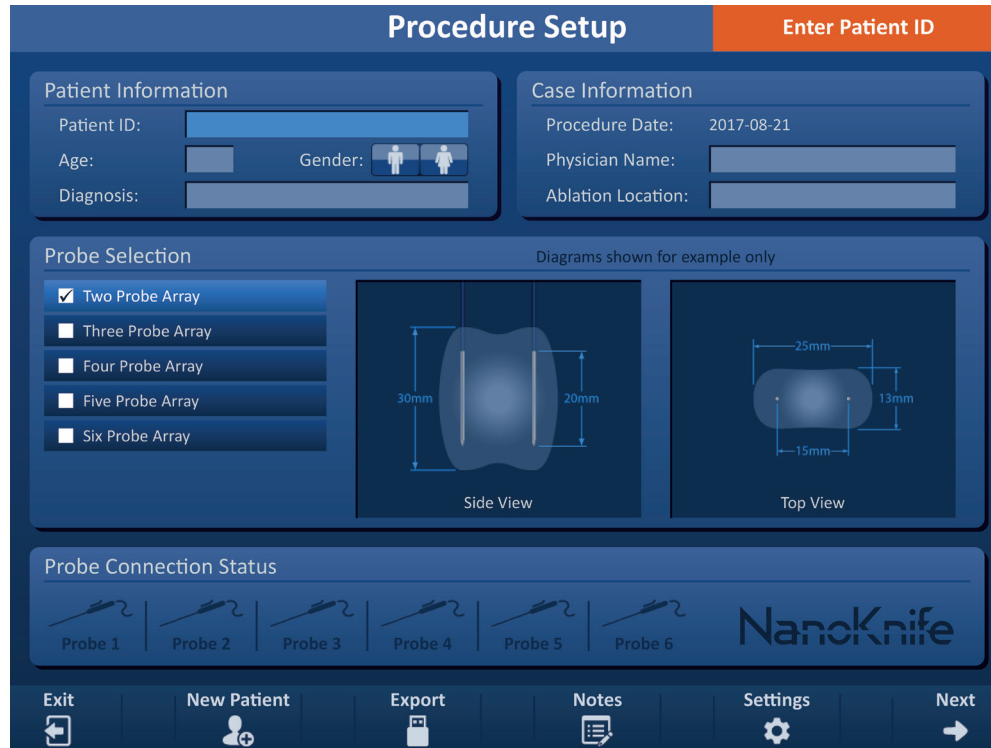 Procedure Setup
Enter Patient ID
Patient Information
Patient ID:
Age:
Gender:
Diagnosis:
Case Information
Procedure Date: 2017-08-21
Physician Name:
Ablation Location:
Probe Selection
Diagrams shown for example only
Two Probe Array
Three Probe Array
Four Probe Array
Five Probe Array
Six Probe Array
30mm
20mm
Side View
25mm
13mm
15mm
Top View
Probe Connection Status
Probe 1
Probe 2
Probe 3
Probe 4
Probe 5
Probe 6
NanoKnife
Exit
New Patient
Export
Notes
Settings
Next